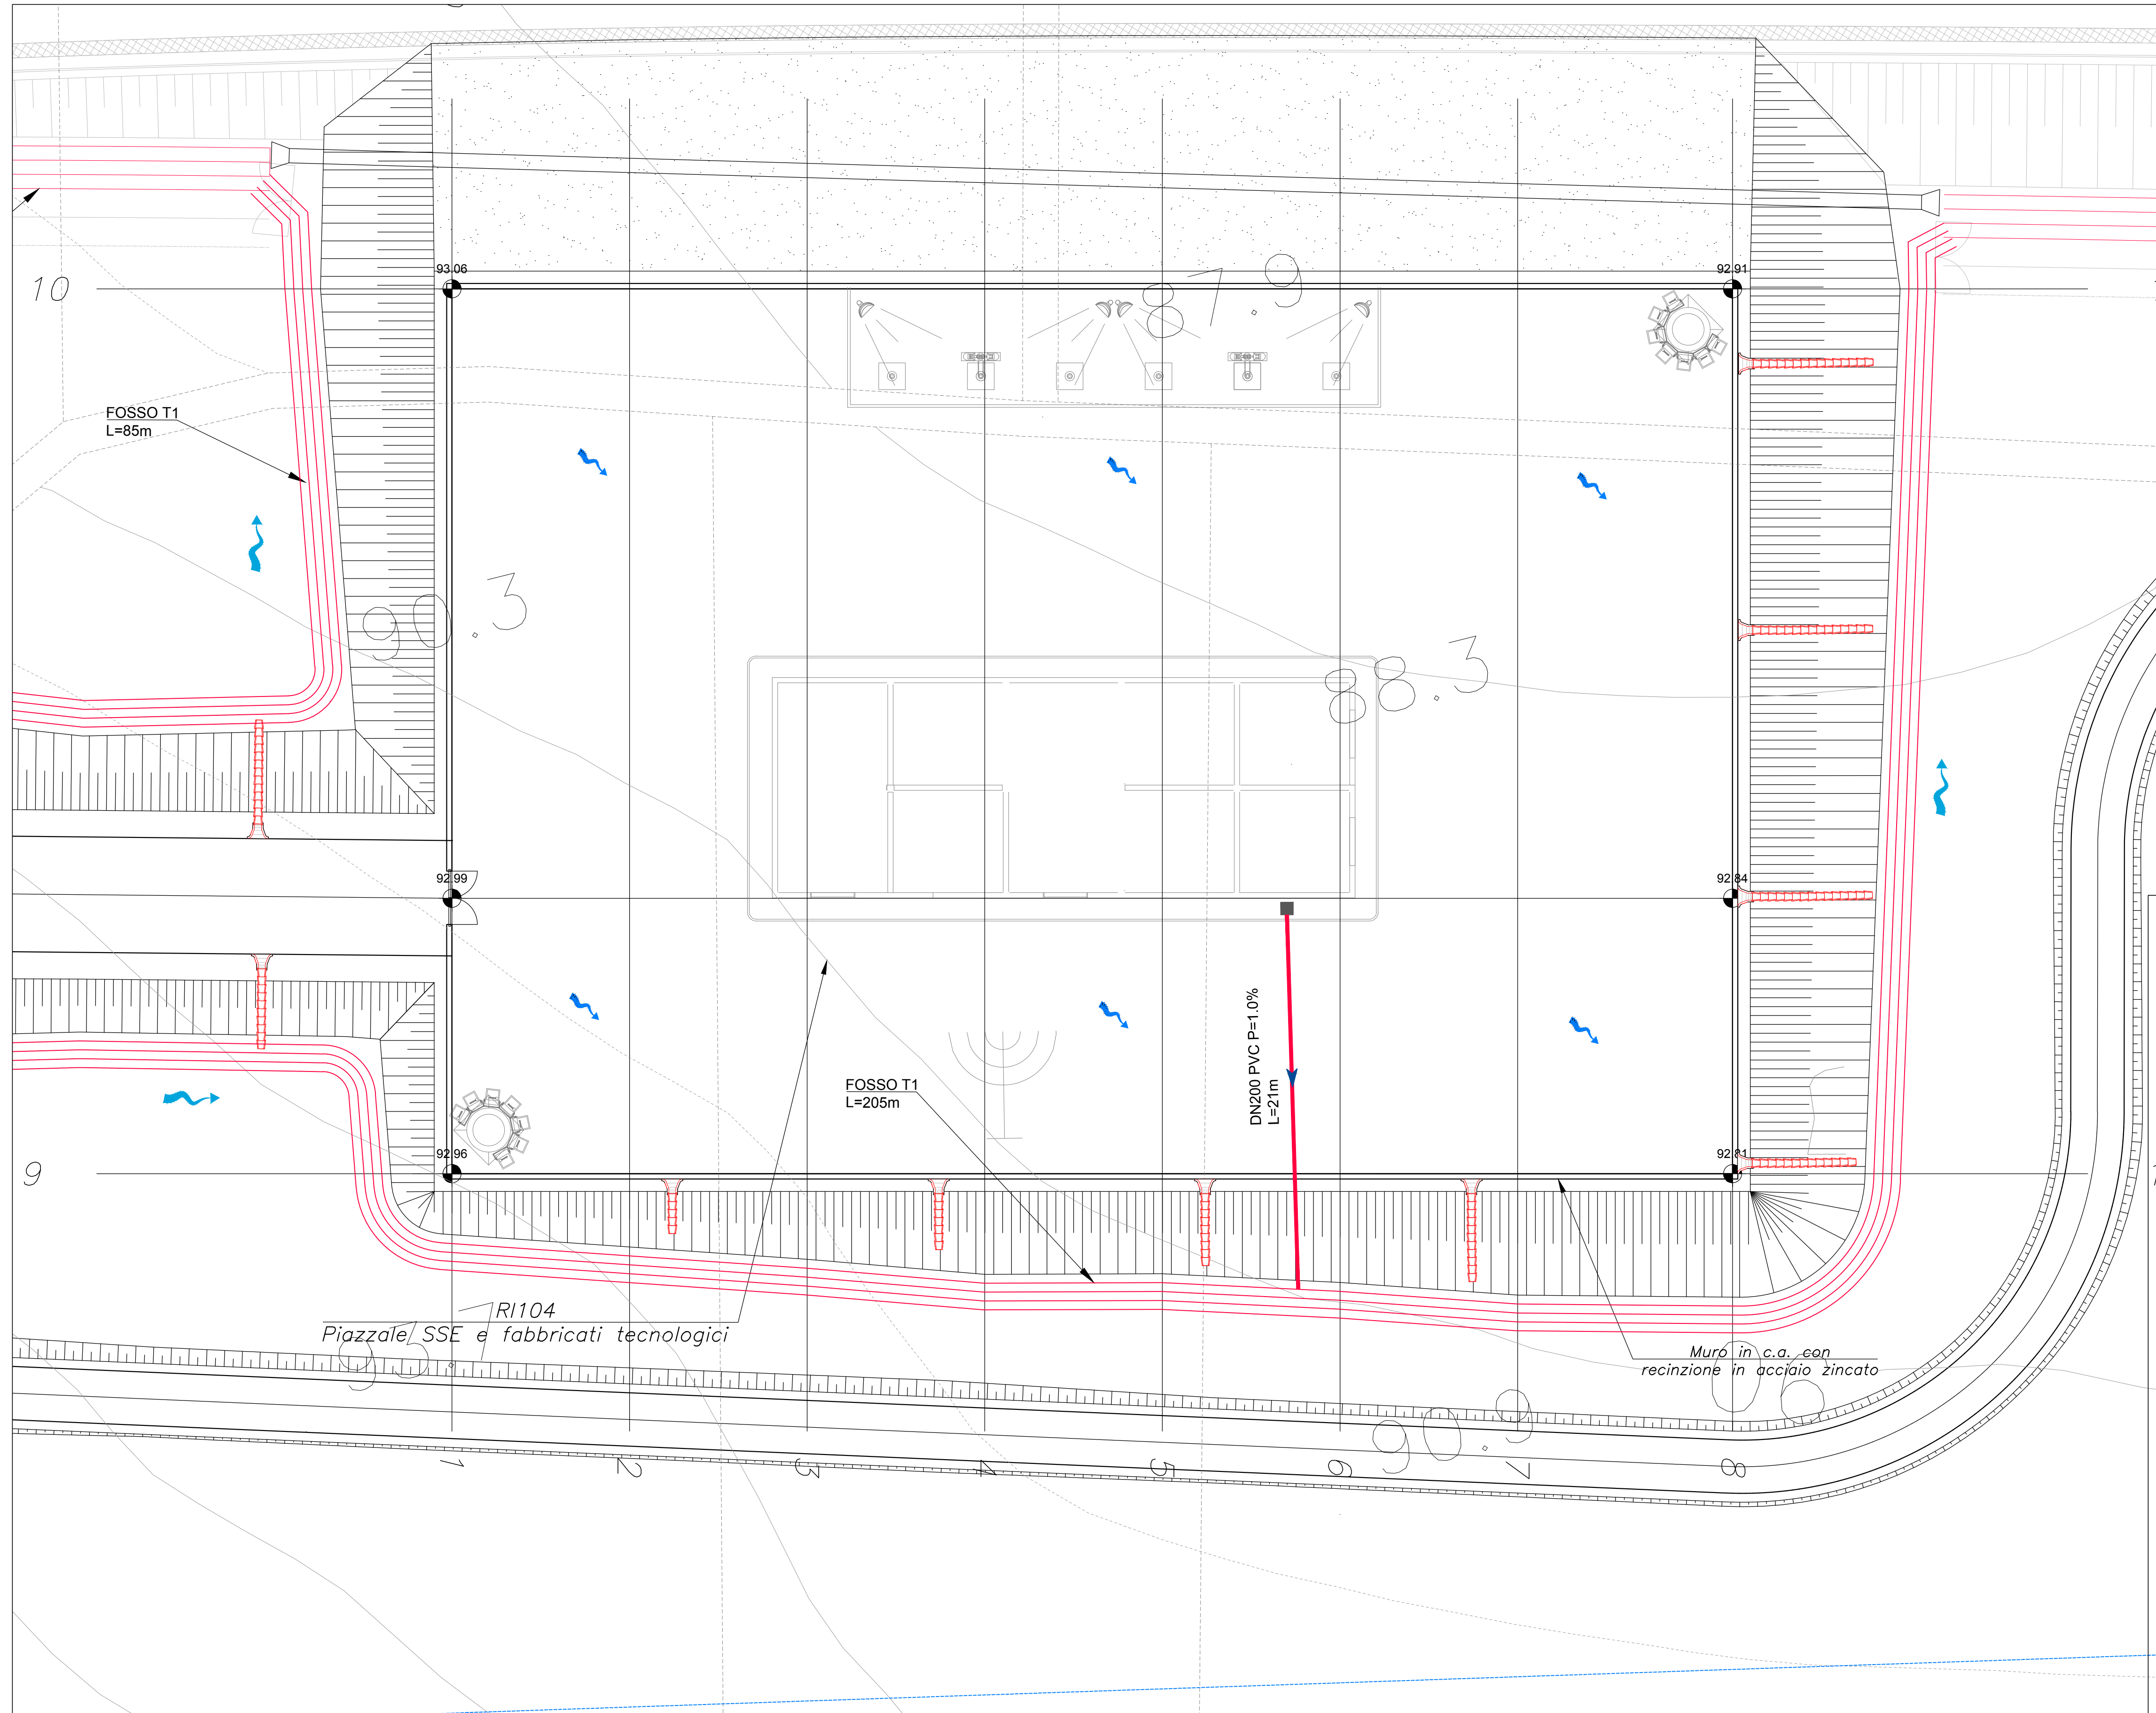 93.06
92.91
87.9
10
FOSSO T1
L=85m
90.3
88.3
92.99
92.84
DN200 PVC P=1.0%
L=21m
FOSSO T1
L=205m
92.96
92.81
9
RI104
Piazzale SSE e fabbricati tecnologici
Muro in c.a. con
recinzione in acciaio zincato
93.7
90.9
1
2
3
4
5
6
7
8